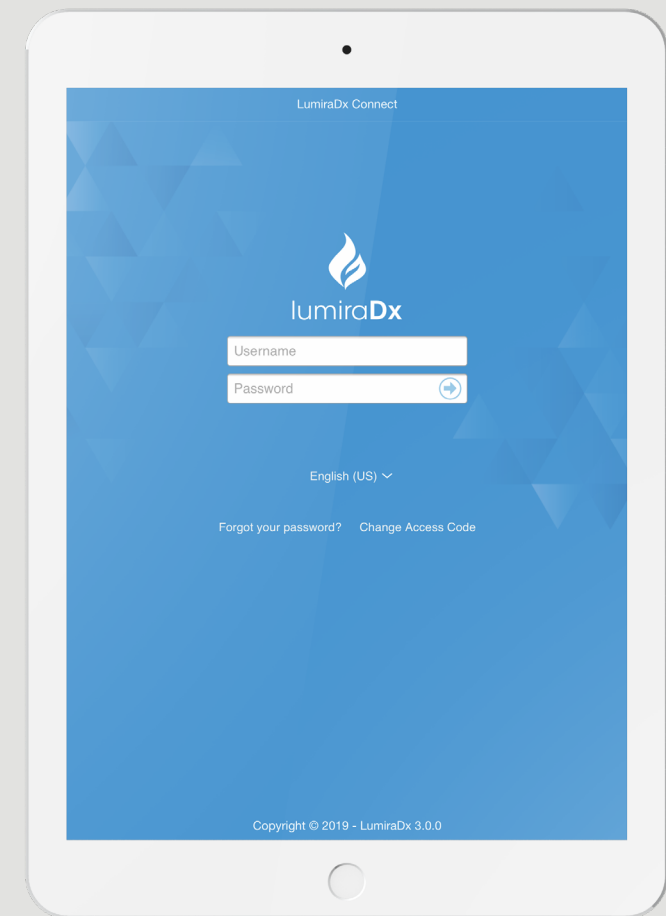 LumiraDx Connect
lumiraDx
Username
Password
English (US)
Forgot your password? Change Access Code
Copyright © 2019 - LumiraDx 3.0.0